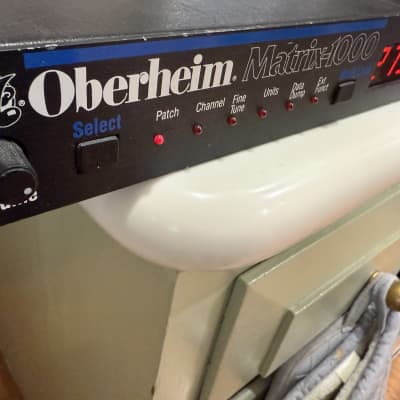 Oberheim® Matrix-1000
Select
Patch
Channel
Fine Tune
Units
Data Dump
Ext Funct